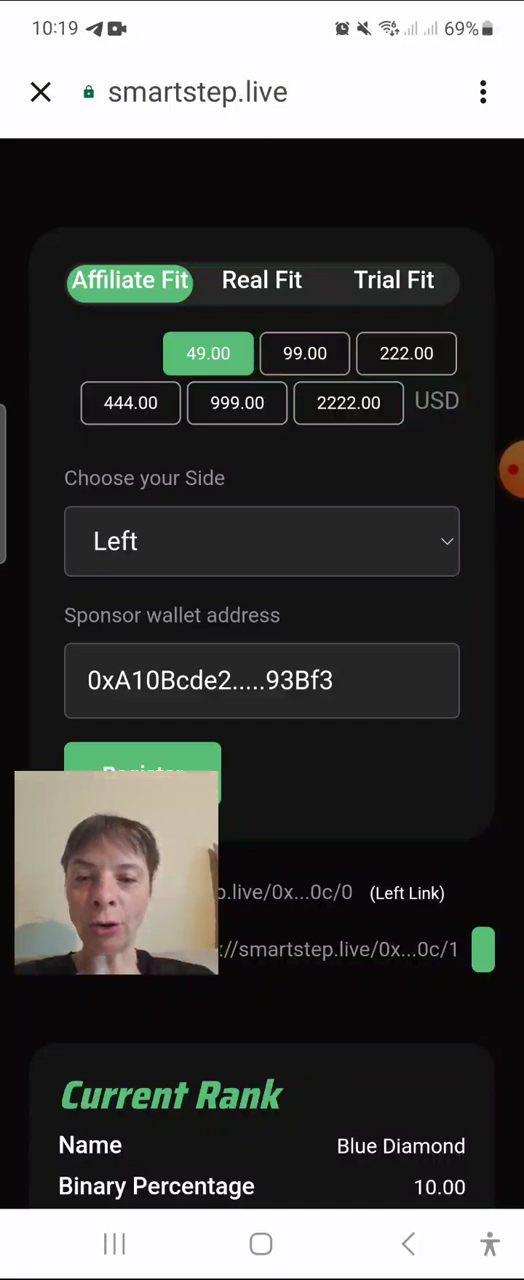 10:19 69%
smartstep.live
Affiliate Fit Real Fit Trial Fit
49.00 99.00 222.00
444.00 999.00 2222.00 USD
Choose your Side
Left
Sponsor wallet address
0xA10Bcde2.....93Bf3
Register
.live/0x...0c/0 (Left Link)
://smartstep.live/0x...0c/1
Current Rank
Name Blue Diamond
Binary Percentage 10.00